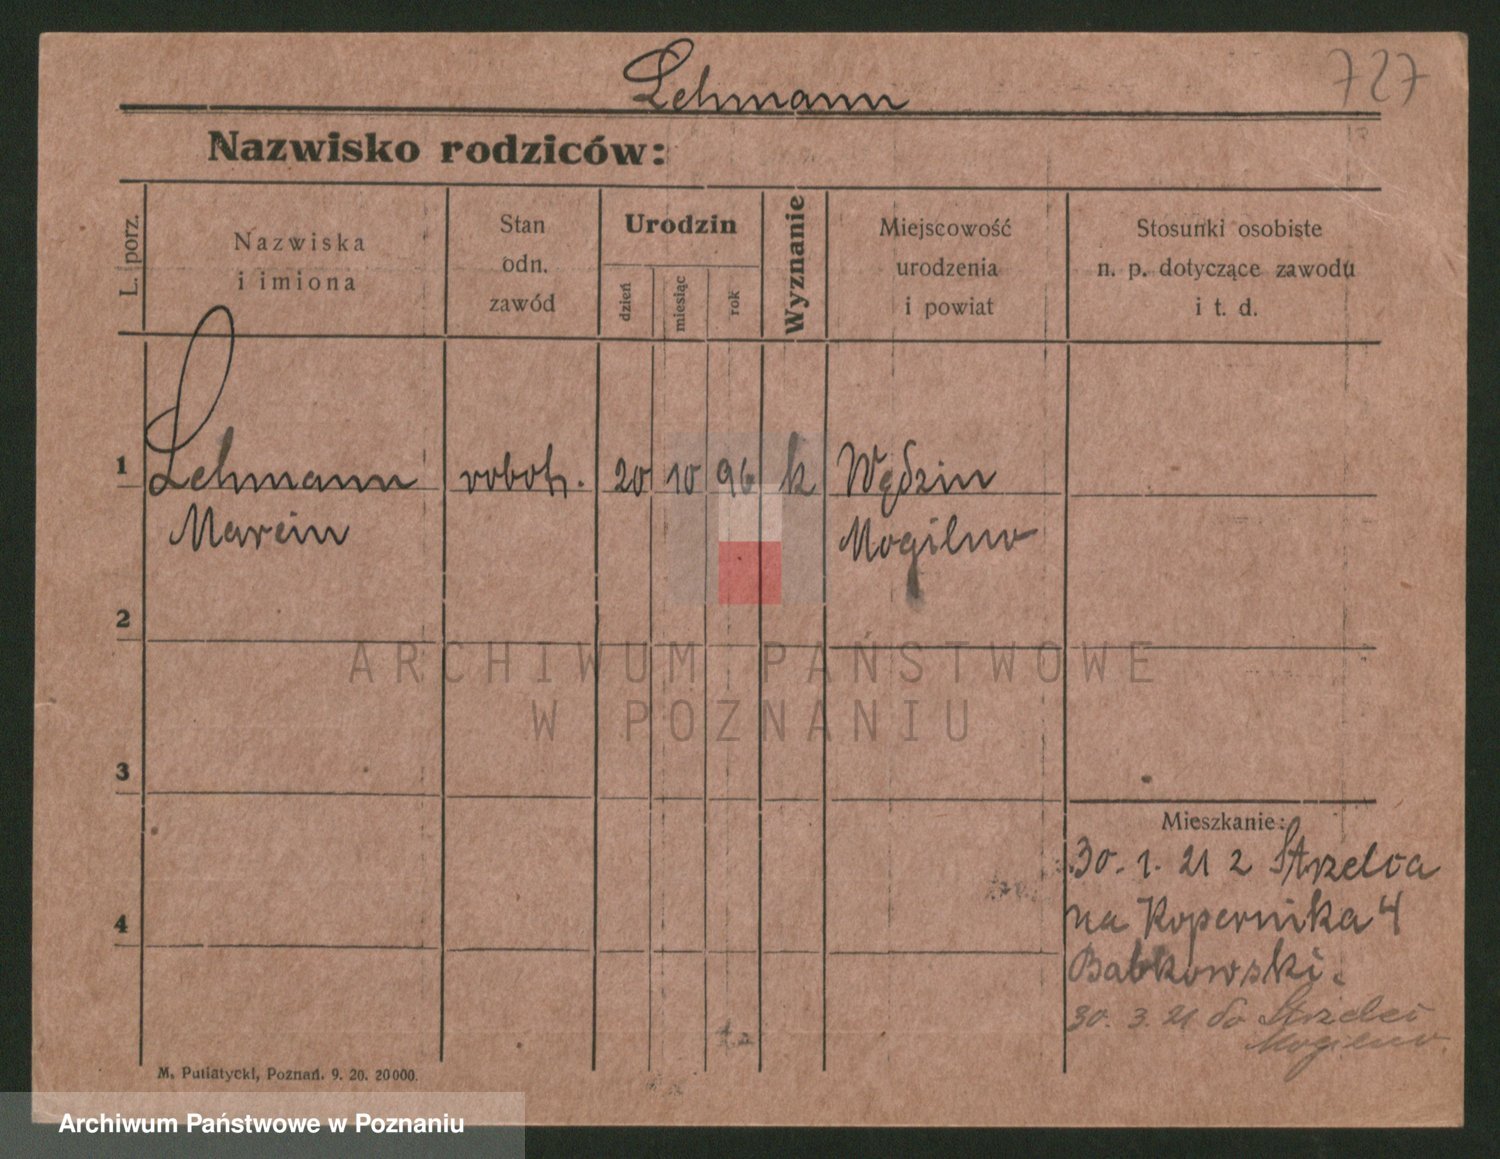 Lehmann
727
Nazwisko rodziców:
L. porz.
Nazwiska
i imiona
Stan
odn.
zawód
Urodzin
dzień
miesiąc
rok
Wyznanie
Miejscowość
urodzenia
i powiat
Stosunki osobiste
n. p. dotyczące zawodu
i t. d.
1 Lehmann robotn. 20 10 96 k Wędzin
Marcin Mogilno
2
3
4
ARCHIWUM PAŃSTWOWE
W POZNANIU
Mieszkanie:
30. 1. 21 z Strzelca
na Kopernika 4
Babkowski.
30. 3. 21 do Strzelci
Mogilno.
M. Putiatycki, Poznań. 9. 20. 20000.
Archiwum Państwowe w Poznaniu